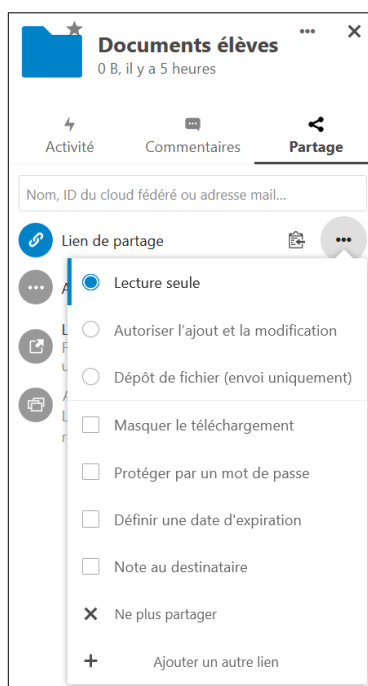 Documents élèves
0 B, il y a 5 heures
Activité
Commentaires
Partage
Nom, ID du cloud fédéré ou adresse mail...
Lien de partage
Lecture seule
Autoriser l'ajout et la modification
Dépôt de fichier (envoi uniquement)
Masquer le téléchargement
Protéger par un mot de passe
Définir une date d'expiration
Note au destinataire
Ne plus partager
Ajouter un autre lien